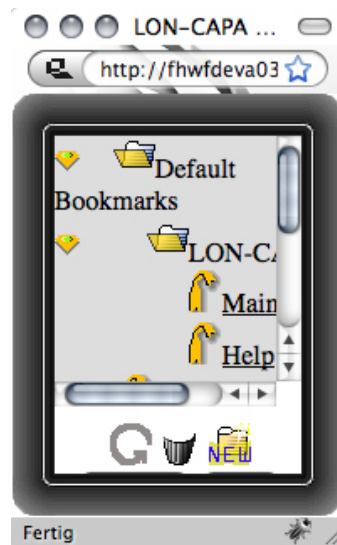 LON-CAPA ...
http://fhwfdeva03
Default
Bookmarks
LON-CA
Main
Help
NEW
Fertig